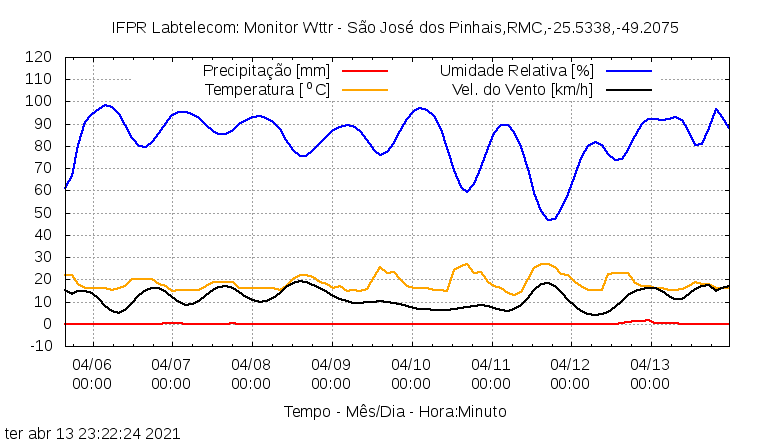 IFPR Labtelecom: Monitor Wttr - São José dos Pinhais,RMC,-25.5338,-49.2075
120
110
100
90
80
70
60
50
40
30
20
10
0
-10
Precipitação [mm]
Temperatura [⁰C]
Umidade Relativa [%]
Vel. do Vento [km/h]
04/06 04/07 04/08 04/09 04/10 04/11 04/12 04/13
00:00 00:00 00:00 00:00 00:00 00:00 00:00 00:00
Tempo - Mês/Dia - Hora:Minuto
ter abr 13 23:22:24 2021